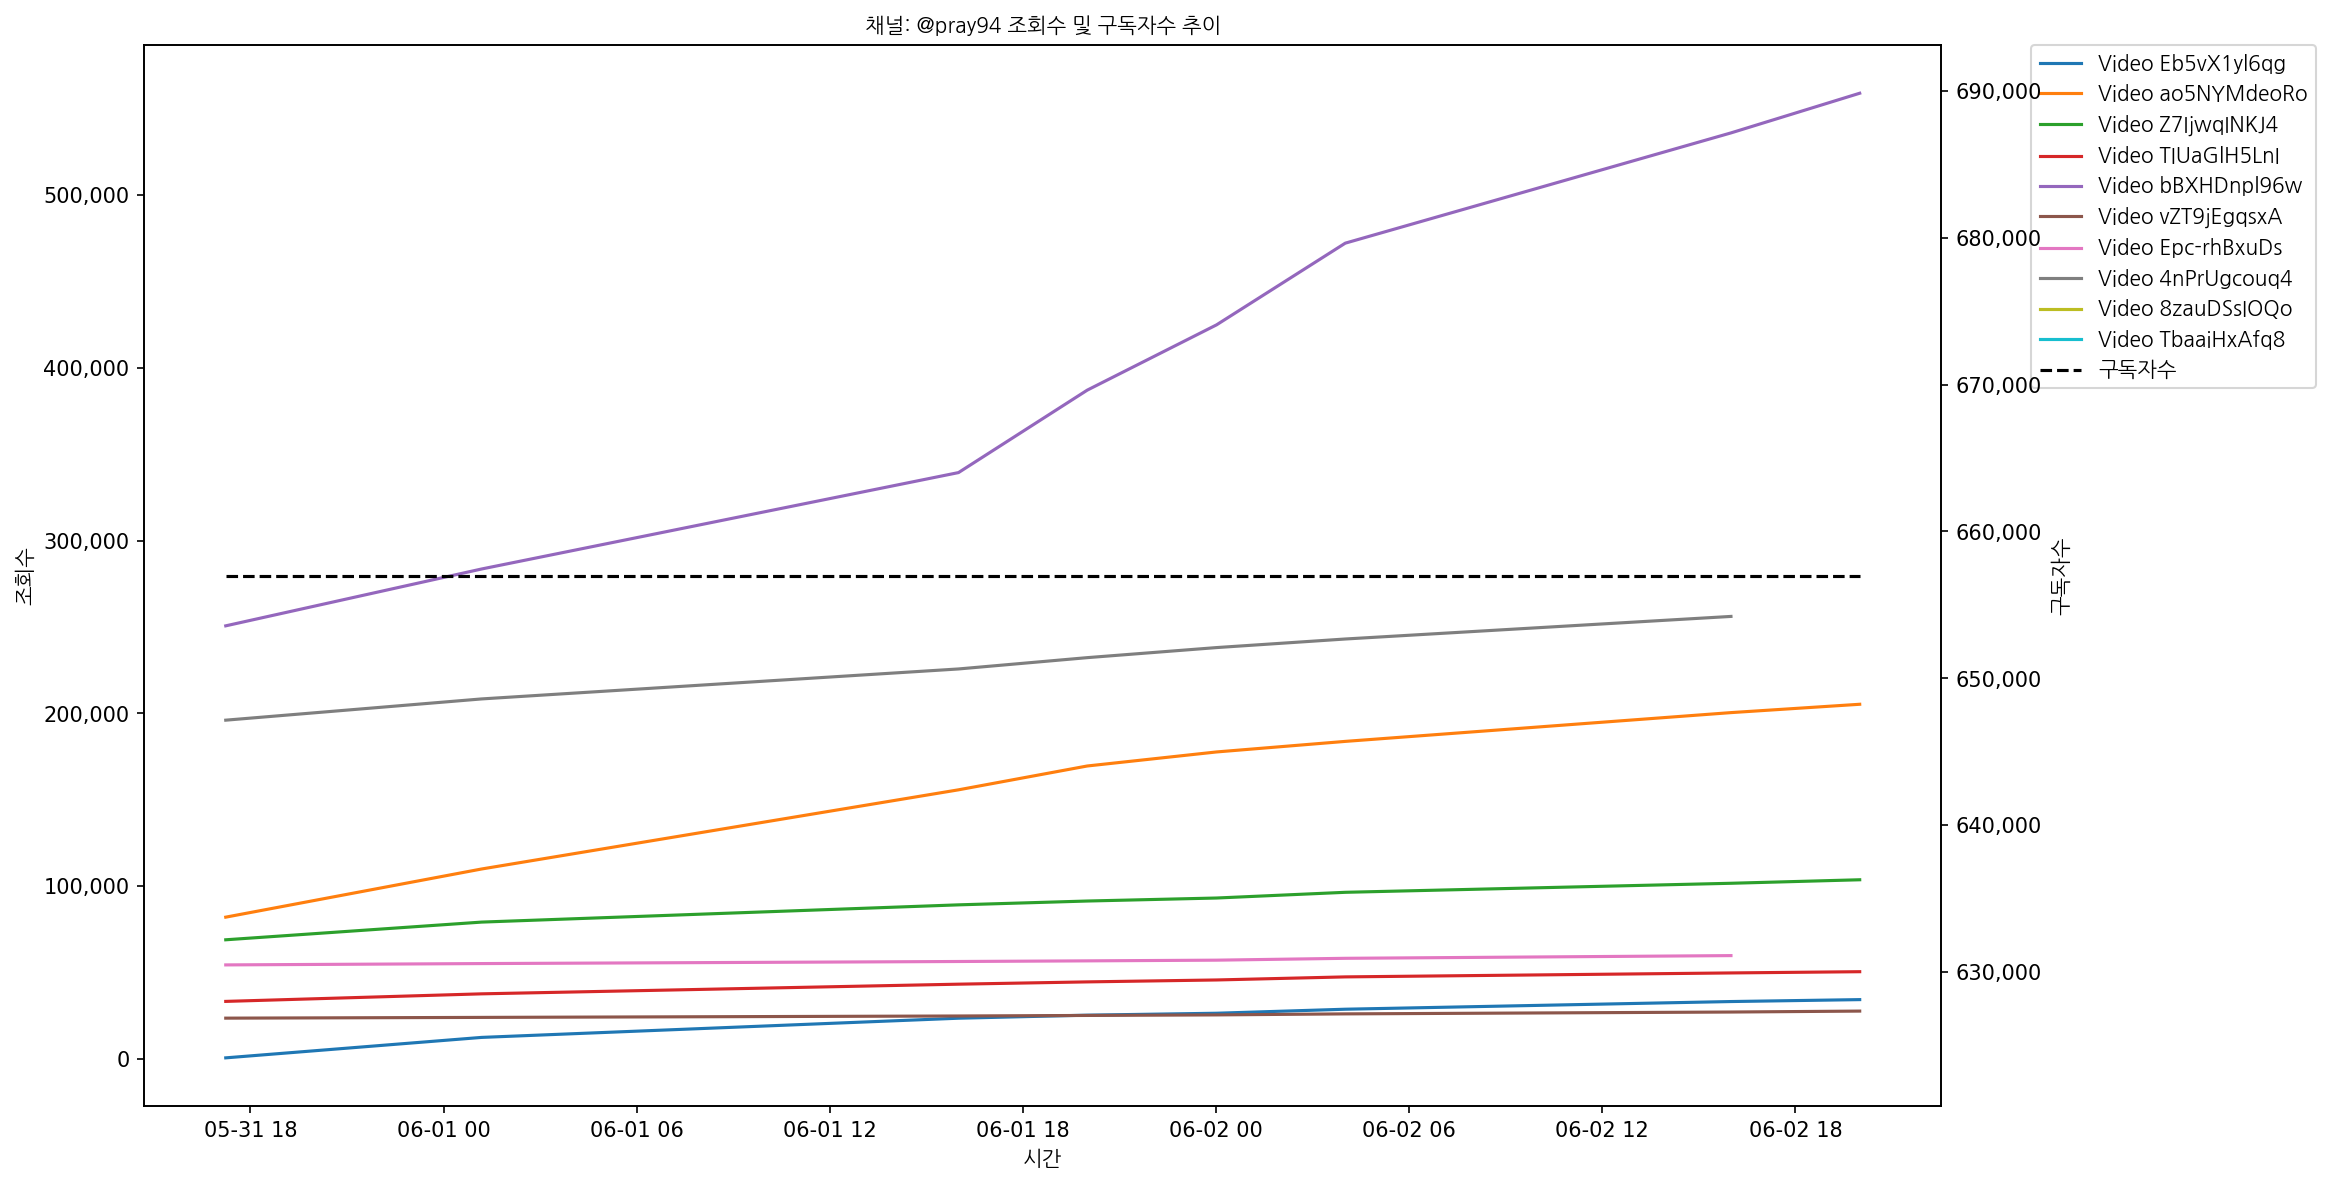 채널: @pray94 조회수 및 구독자수 추이
Video Eb5vX1yl6qg
Video ao5NYMdeoRo
Video Z7IjwqINKJ4
Video TIUaGlH5LnI
Video bBXHDnpl96w
Video vZT9jEgqsxA
Video Epc-rhBxuDs
Video 4nPrUgcouq4
Video 8zauDSsIOQo
Video TbaaiHxAfq8
구독자수
조회수
500,000
400,000
300,000
200,000
100,000
0
690,000
680,000
670,000
660,000
650,000
640,000
630,000
구독자수
05-31 18
06-01 00
06-01 06
06-01 12
06-01 18
06-02 00
06-02 06
06-02 12
06-02 18
시간